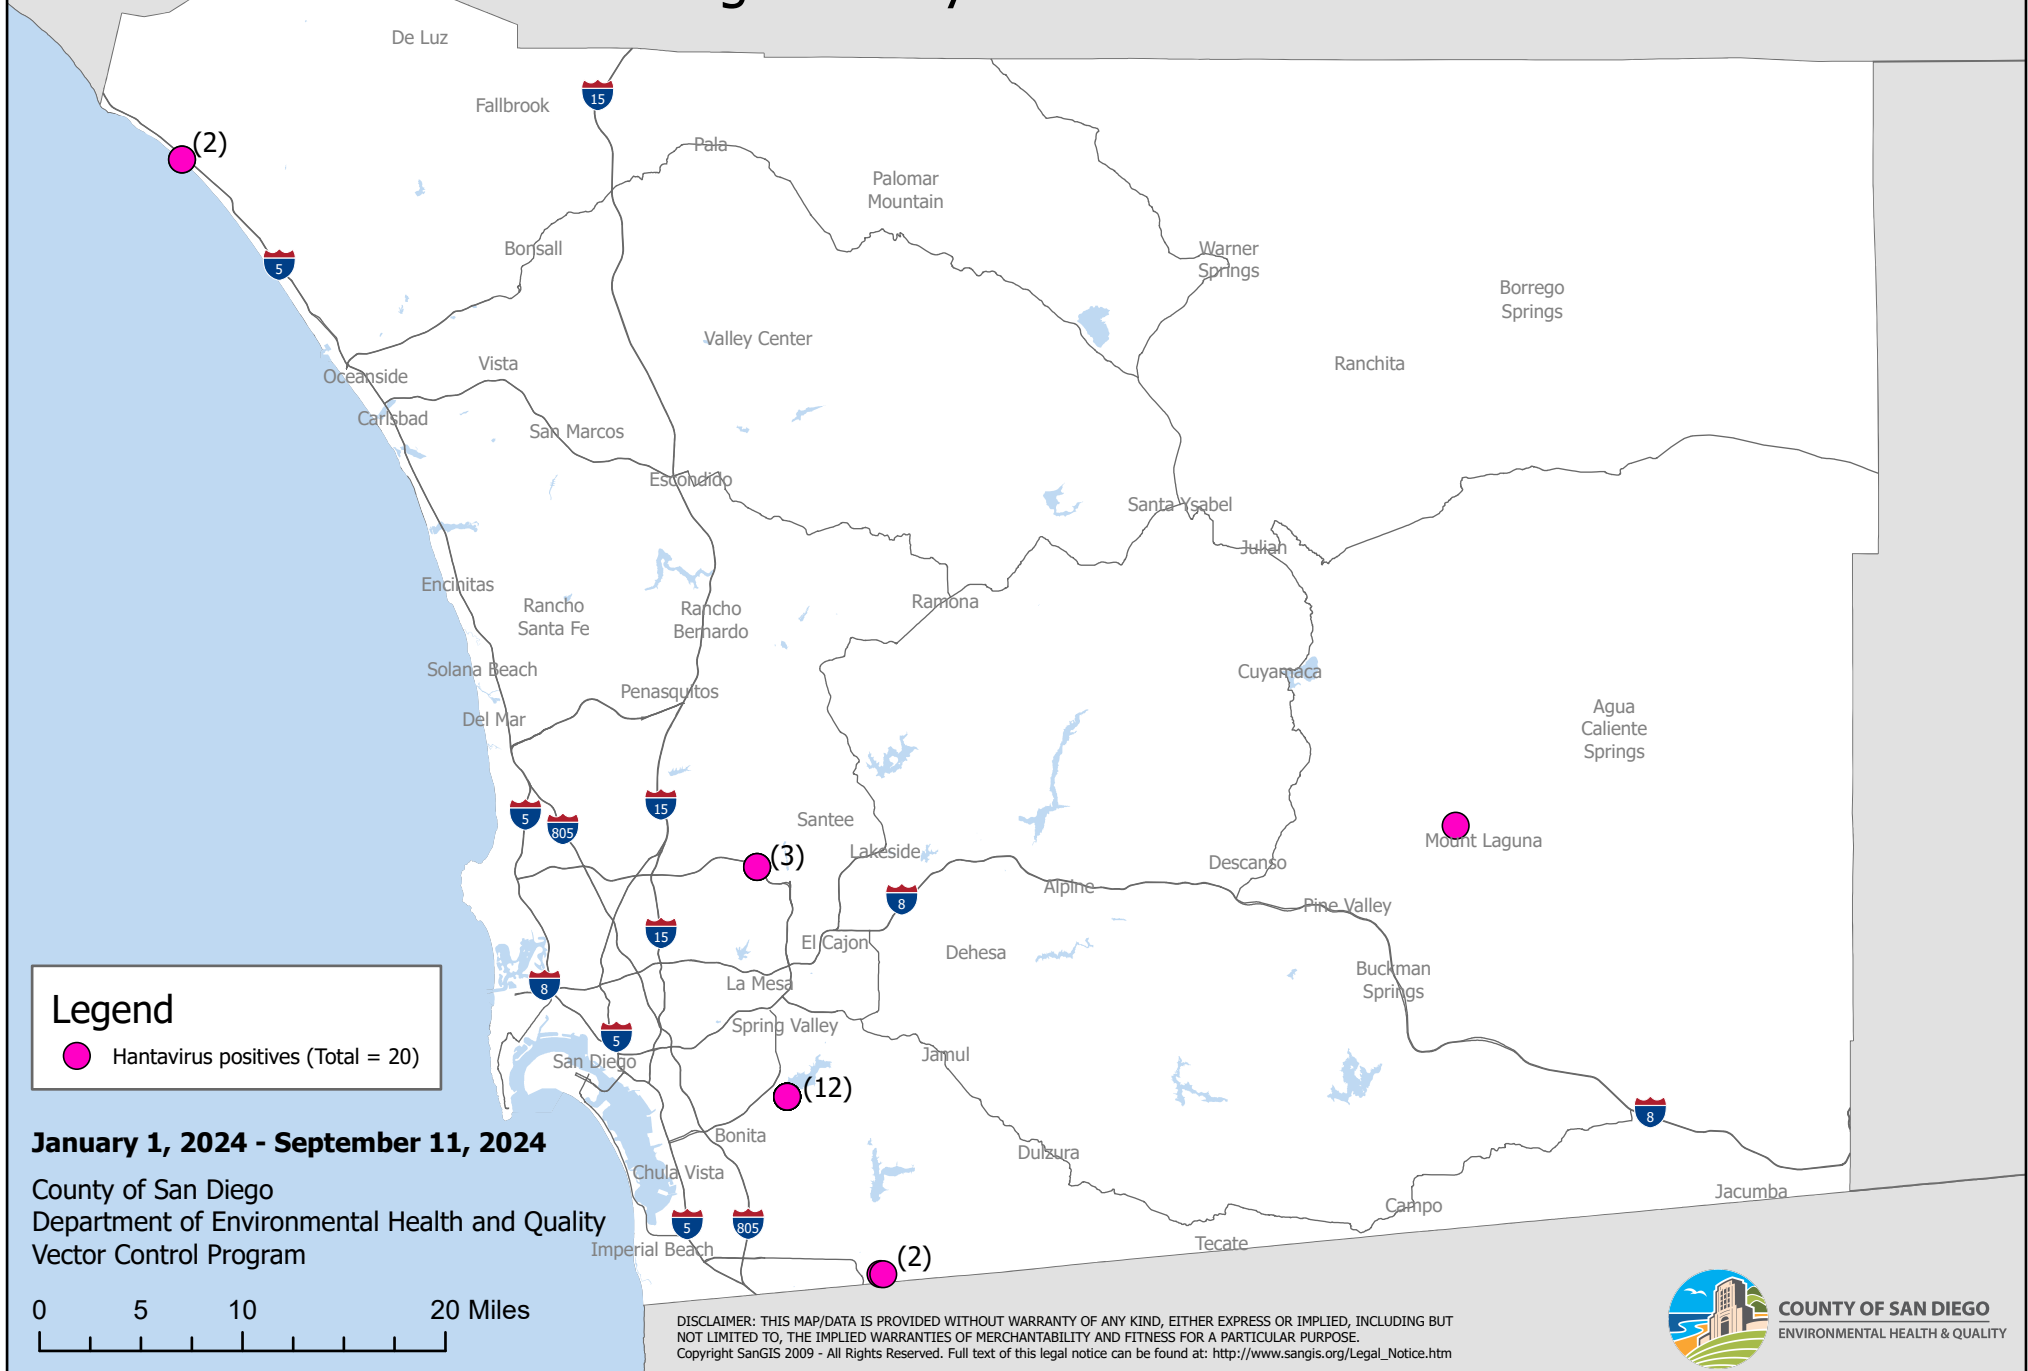 De Luz
15
Fallbrook
(2)
Pala
Palomar
Mountain
Bonsall
Warner
Springs
5
Borrego
Springs
Valley Center
Vista
Ranchita
Oceanside
Carlsbad
San Marcos
Escondido
Santa Ysabel
Julian
Encinitas
Rancho
Santa Fe
Rancho
Bernardo
Ramona
Solana Beach
Cuyamaca
Penasquitos
Del Mar
Agua
Caliente
Springs
15
5
805
Santee
Mount Laguna
(3)
Lakeside
Descanso
Alpine
8
Pine Valley
15
El Cajon
Dehesa
Buckman
Springs
La Mesa
8
Spring Valley
5
San Diego
Jamul
(12)
8
Bonita
Dulzura
Chula Vista
Jacumba
Campo
5
805
Imperial Beach
Tecate
(2)
Legend
Hantavirus positives (Total = 20)
January 1, 2024 - September 11, 2024
County of San Diego
Department of Environmental Health and Quality
Vector Control Program
0 5 10 20 Miles
DISCLAIMER: THIS MAP/DATA IS PROVIDED WITHOUT WARRANTY OF ANY KIND, EITHER EXPRESS OR IMPLIED, INCLUDING BUT
NOT LIMITED TO, THE IMPLIED WARRANTIES OF MERCHANTABILITY AND FITNESS FOR A PARTICULAR PURPOSE.
Copyright SanGIS 2009 - All Rights Reserved. Full text of this legal notice can be found at: http://www.sangis.org/Legal_Notice.htm
COUNTY OF SAN DIEGO
ENVIRONMENTAL HEALTH & QUALITY